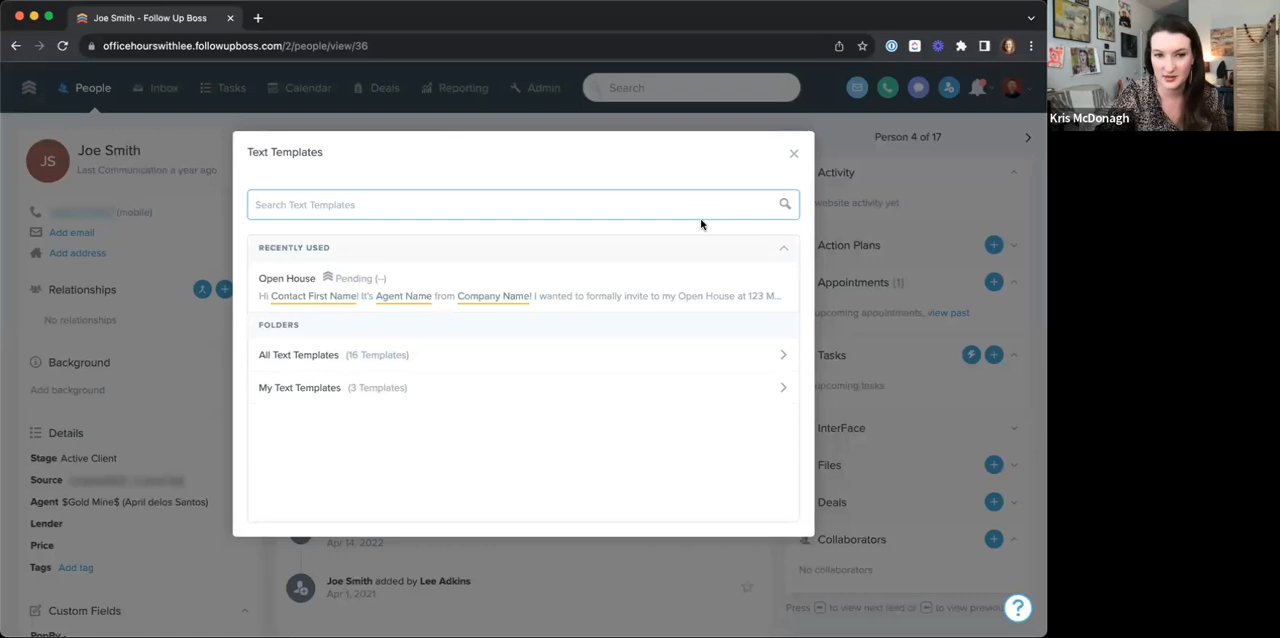 Joe Smith - Follow Up Boss
officehourswithlee.followupboss.com/2/people/view/36
People Inbox Tasks Calendar Deals Reporting Admin Search
Kris McDonagh
JS
Joe Smith
Last Communication a year ago
(mobile)
Add email
Add address
Relationships
No relationships
Background
Add background
Details
Stage Active Client
Source
Agent $Gold Mine$ (April delos Santos)
Lender
Price
Tags Add tag
Custom Fields
PopBy -
Text Templates
Search Text Templates
RECENTLY USED
Open House Pending (--)
Hi Contact First Name! It's Agent Name from Company Name! I wanted to formally invite to my Open House at 123 M...
FOLDERS
All Text Templates (16 Templates)
My Text Templates (3 Templates)
Apr 14, 2022
Joe Smith added by Lee Adkins
Apr 1, 2021
Person 4 of 17
Activity
website activity yet
Action Plans
Appointments (1)
upcoming appointments, view past
Tasks
upcoming tasks
InterFace
Files
Deals
Collaborators
No collaborators
Press to view next lead or to view previou
?